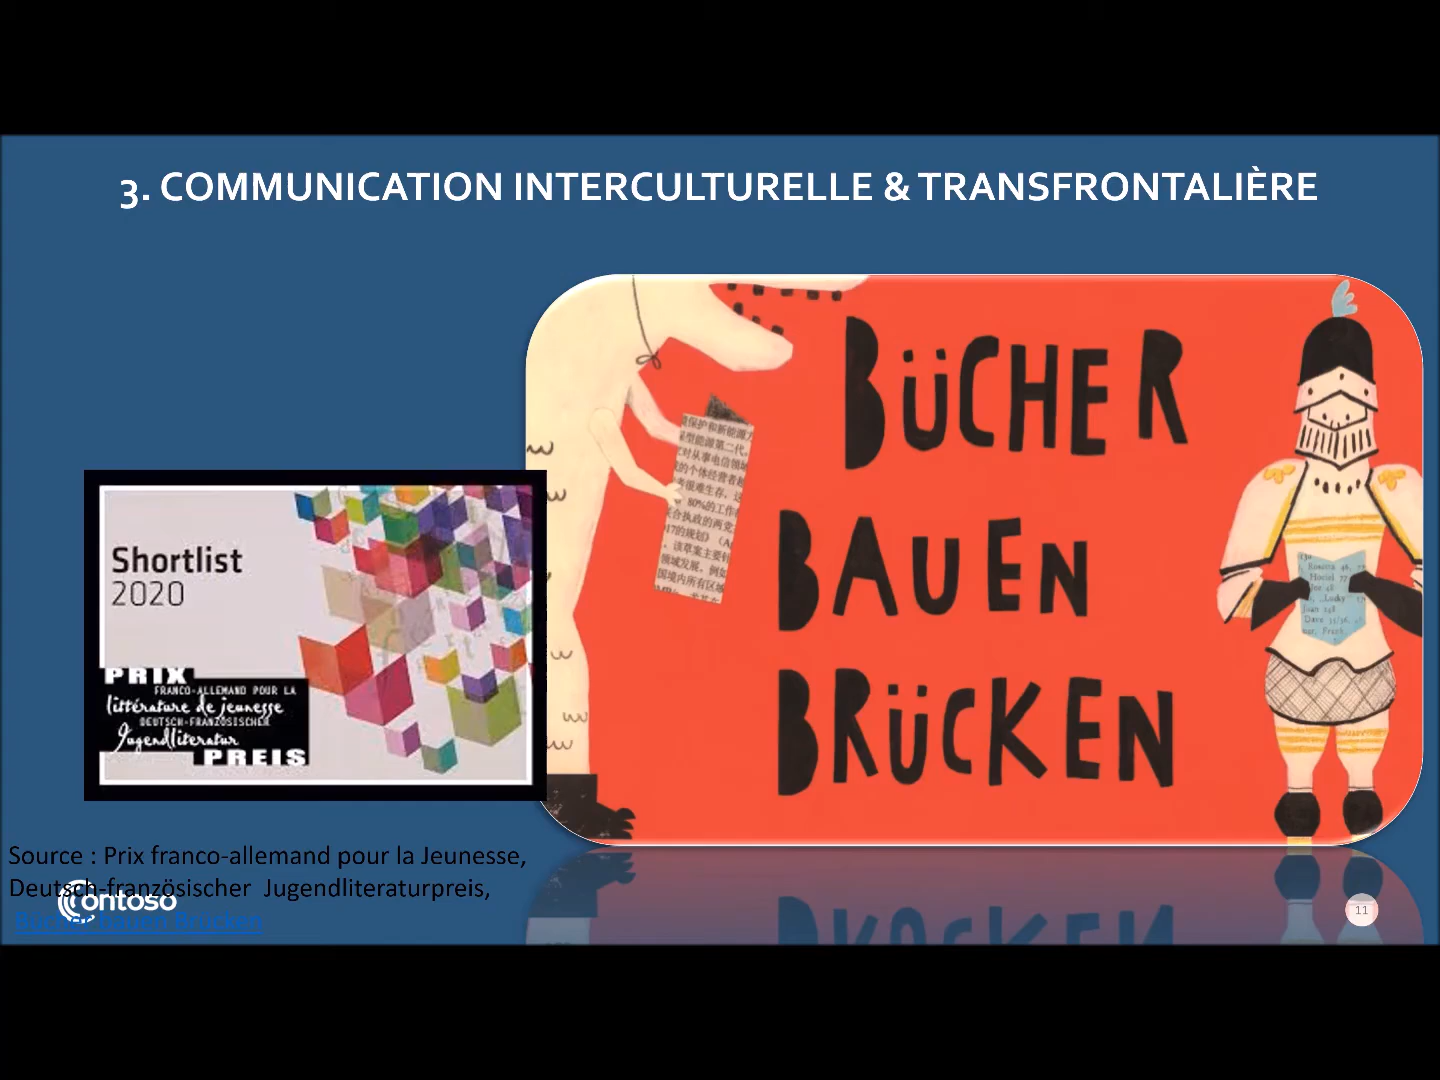 3. COMMUNICATION INTERCULTURELLE & TRANSFRONTALIÈRE
BÜCHER
BAUEN
BRÜCKEN
Shortlist
2020
PRIX
FRANCO-ALLEMAND POUR LA
littérature de jeunesse
DEUTSCH-FRANZÖSISCHER
Jugendliteratur
PREIS
Source : Prix franco-allemand pour la Jeunesse,
Deutsch-französischer Jugendliteraturpreis,
Bücher bauen Brücken
Contoso
11